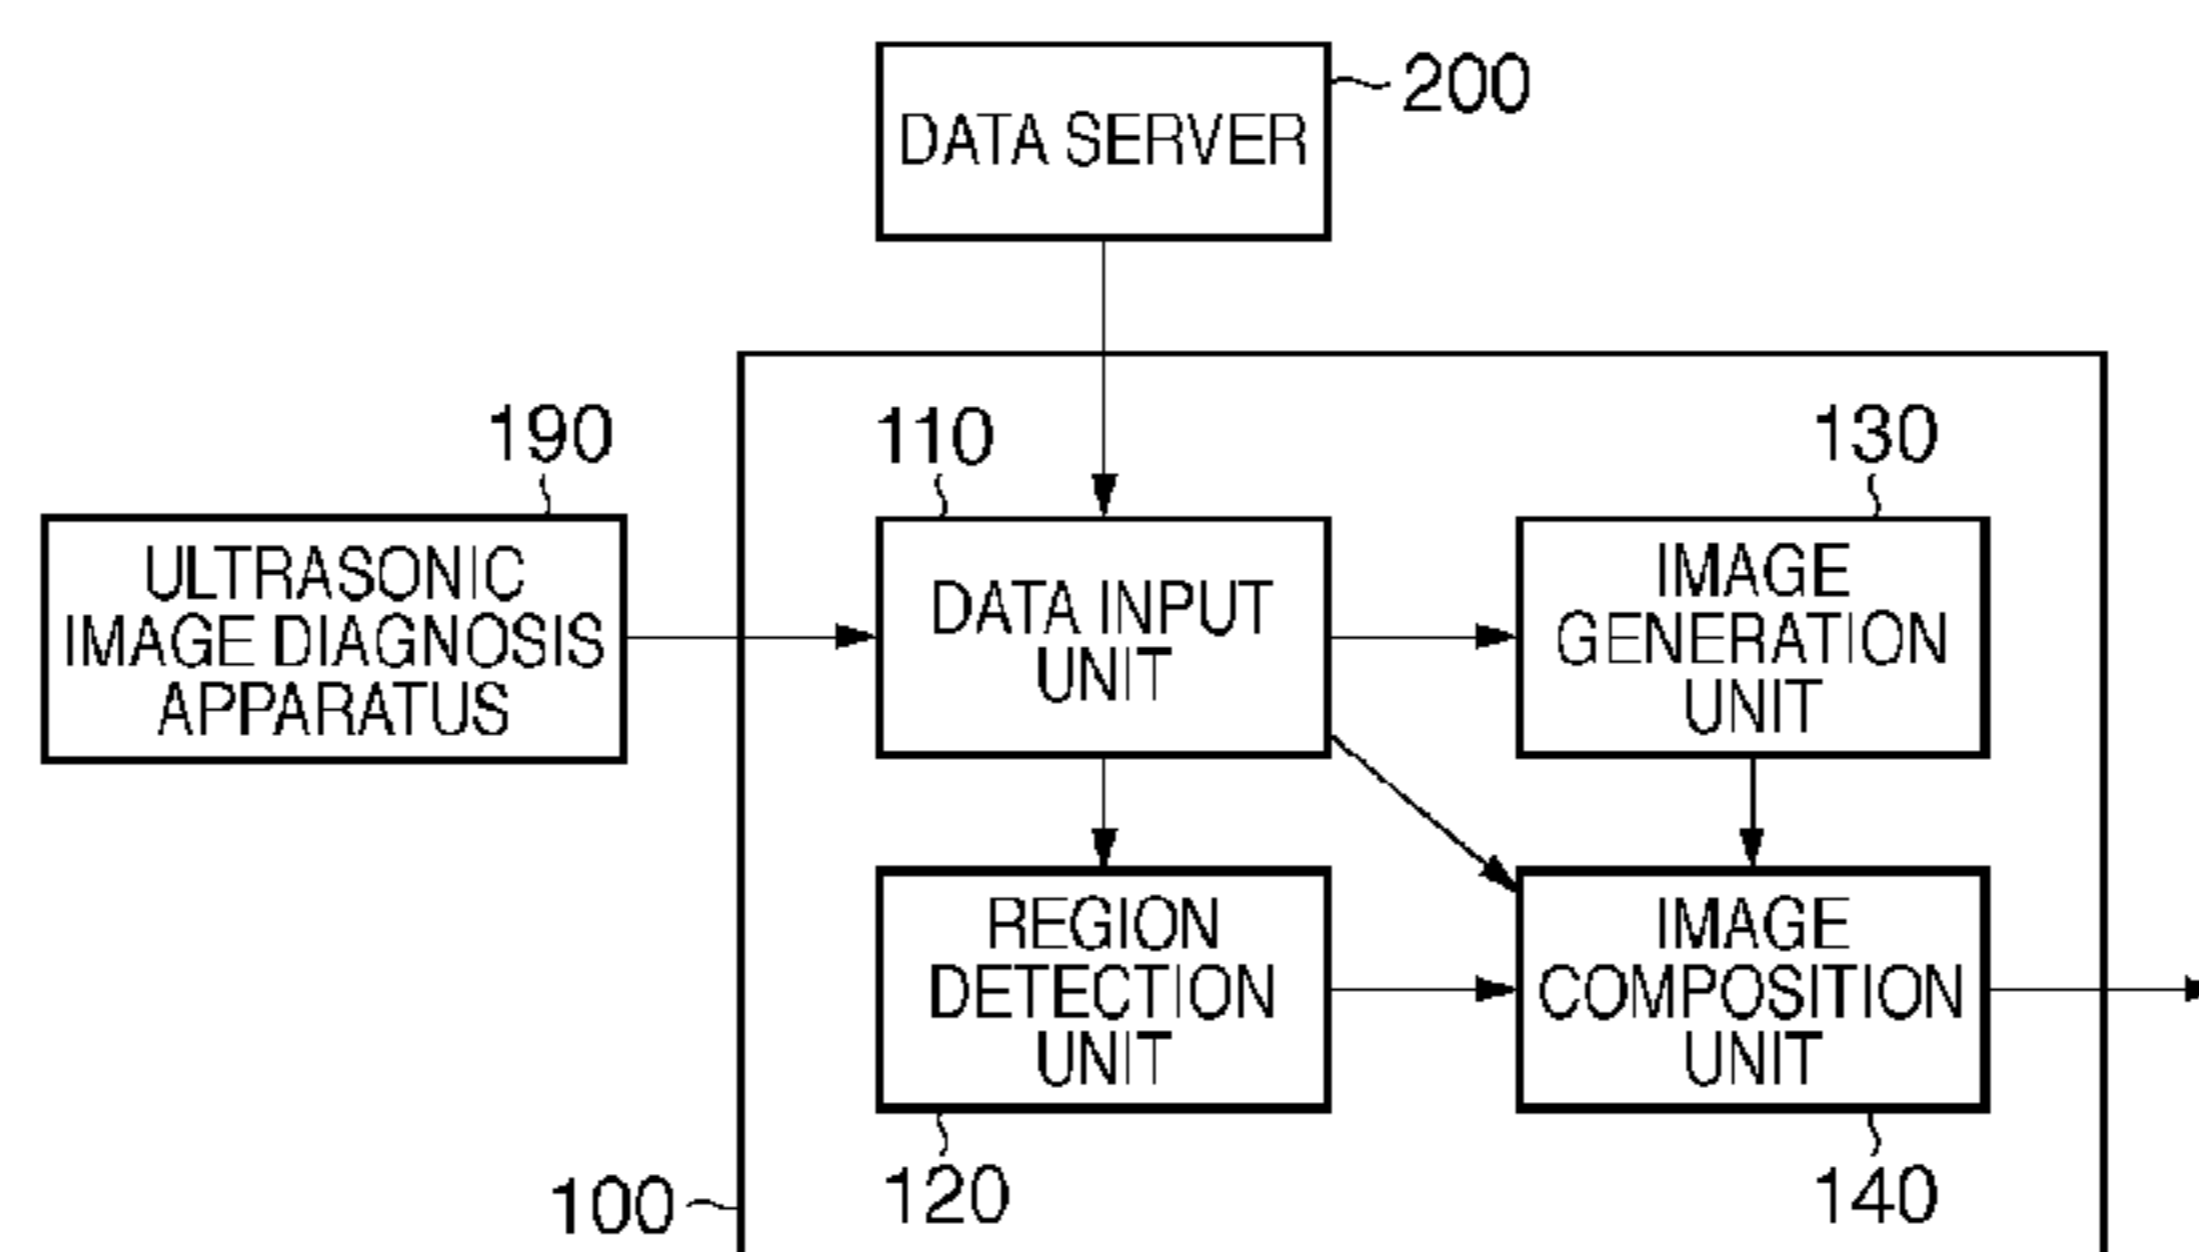 200
DATA SERVER
190
110
130
ULTRASONIC
IMAGE DIAGNOSIS
APPARATUS
DATA INPUT
UNIT
IMAGE
GENERATION
UNIT
REGION
DETECTION
UNIT
IMAGE
COMPOSITION
UNIT
100
120
140